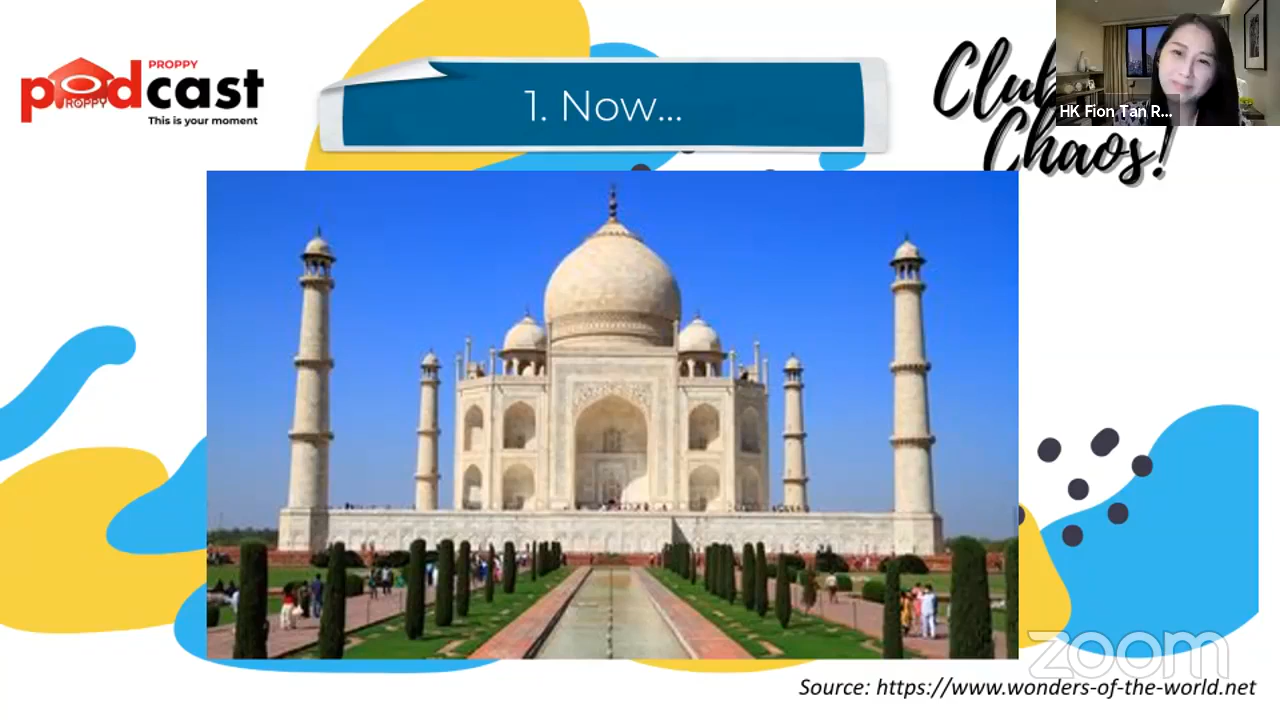 PROPPY
podcast
PROPPY
This is your moment
1. Now...
Club
Chaos!
HK Fion Tan R...
zoom
Source: https://www.wonders-of-the-world.net